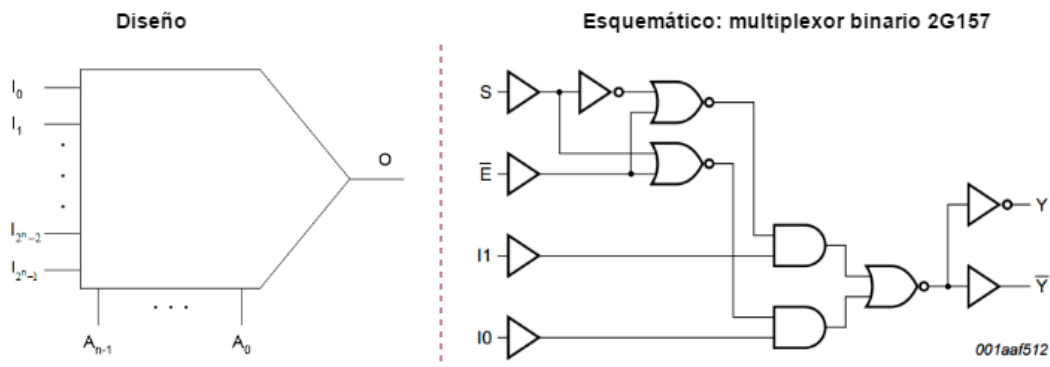 Diseño
I₀
I₁
I₂ⁿ₋₂
I₂ⁿ₋₁
Aₙ₋₁
A₀
O
Esquemático: multiplexor binario 2G157
S
E̅
I1
I0
Y
Y̅
001aaf512